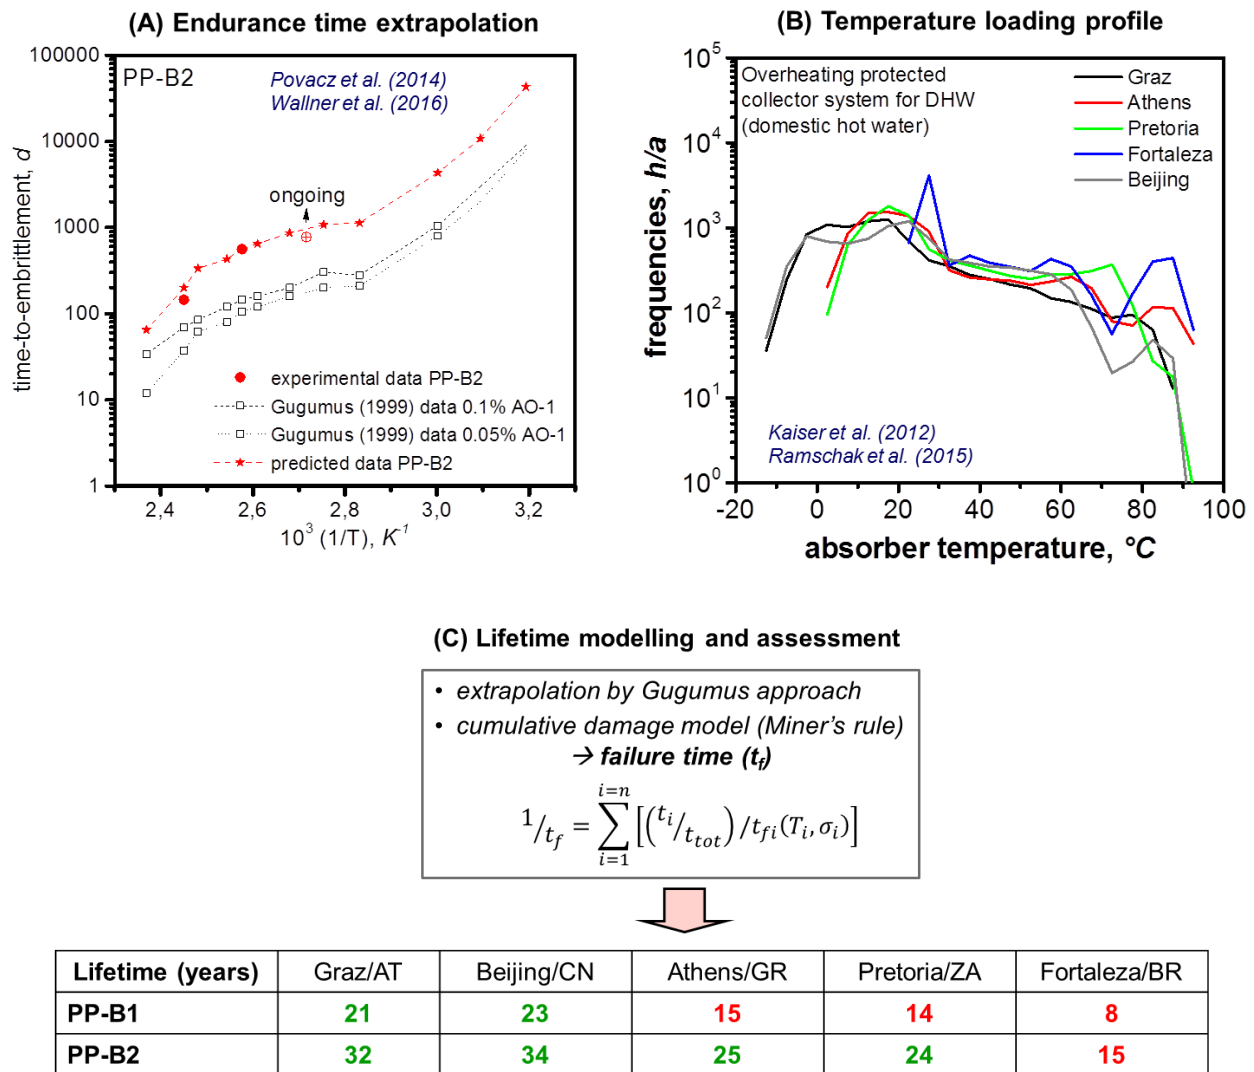 (A) Endurance time extrapolation
100000
10000
1000
100
10
1
time-to-embrittlement, d
PP-B2
Povacz et al. (2014)
Wallner et al. (2016)
ongoing
experimental data PP-B2
Gugumus (1999) data 0.1% AO-1
Gugumus (1999) data 0.05% AO-1
predicted data PP-B2
2,4 2,6 2,8 3,0 3,2
10³ (1/T), K⁻¹
(B) Temperature loading profile
10⁵
10⁴
10³
10²
10¹
10⁰
frequencies, h/a
Overheating protected
collector system for DHW
(domestic hot water)
Graz
Athens
Pretoria
Fortaleza
Beijing
Kaiser et al. (2012)
Ramschak et al. (2015)
-20 0 20 40 60 80 100
absorber temperature, °C
(C) Lifetime modelling and assessment
• extrapolation by Gugumus approach
• cumulative damage model (Miner's rule)
→ failure time (t_f)
1/t_f = ∑_{i=1}^{i=n} [(t_i/t_tot) / t_fi(T_i, σ_i)]
Lifetime (years) Graz/AT Beijing/CN Athens/GR Pretoria/ZA Fortaleza/BR
PP-B1 21 23 15 14 8
PP-B2 32 34 25 24 15